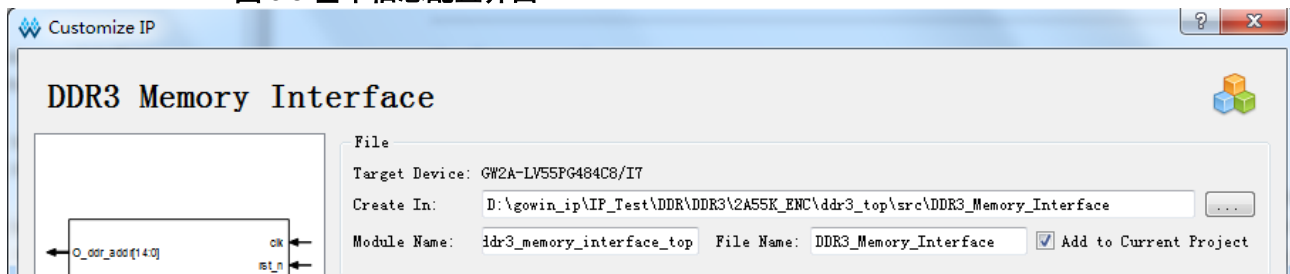 Customize IP
DDR3 Memory Interface
File
Target Device: GW2A-LV55PG484C8/I7
Create In: D:\gowin_ip\IP_Test\DDR\DDR3\2A55K_ENC\ddr3_top\src\DDR3_Memory_Interface ...
Module Name: ddr3_memory_interface_top File Name: DDR3_Memory_Interface Add to Current Project
clk
O_ddr_addr[14:0]
rst_n